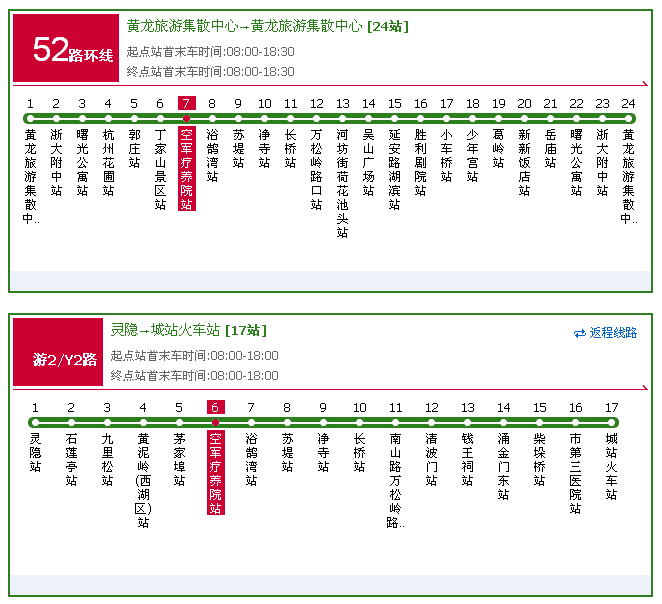 52路环线
黄龙旅游集散中心→黄龙旅游集散中心 [24站]
起点站首末车时间:08:00-18:30
终点站首末车时间:08:00-18:30
1 2 3 4 5 6 7 8 9 10 11 12 13 14 15 16 17 18 19 20 21 22 23 24
黄龙旅游集散中..
浙大附中站
曙光公寓站
杭州花圃站
郭庄站
丁家山景区站
空军疗养院站
浴鹄湾站
苏堤站
净寺站
长桥站
万松岭路口站
河坊街荷花池头站
吴山广场站
延安路湖滨站
胜利剧院站
小车桥站
少年宫站
葛岭站
新新饭店站
岳庙站
曙光公寓站
浙大附中站
黄龙旅游集散中..
游2/Y2路
灵隐→城站火车站 [17站]
返程线路
起点站首末车时间:08:00-18:00
终点站首末车时间:08:00-18:00
1 2 3 4 5 6 7 8 9 10 11 12 13 14 15 16 17
灵隐站
石莲亭站
九里松站
黄泥岭(西湖区)站
茅家埠站
空军疗养院站
浴鹄湾站
苏堤站
净寺站
长桥站
南山路万松岭路..
清波门站
钱王祠站
涌金门东站
柴垛桥站
市第三医院站
城站火车站